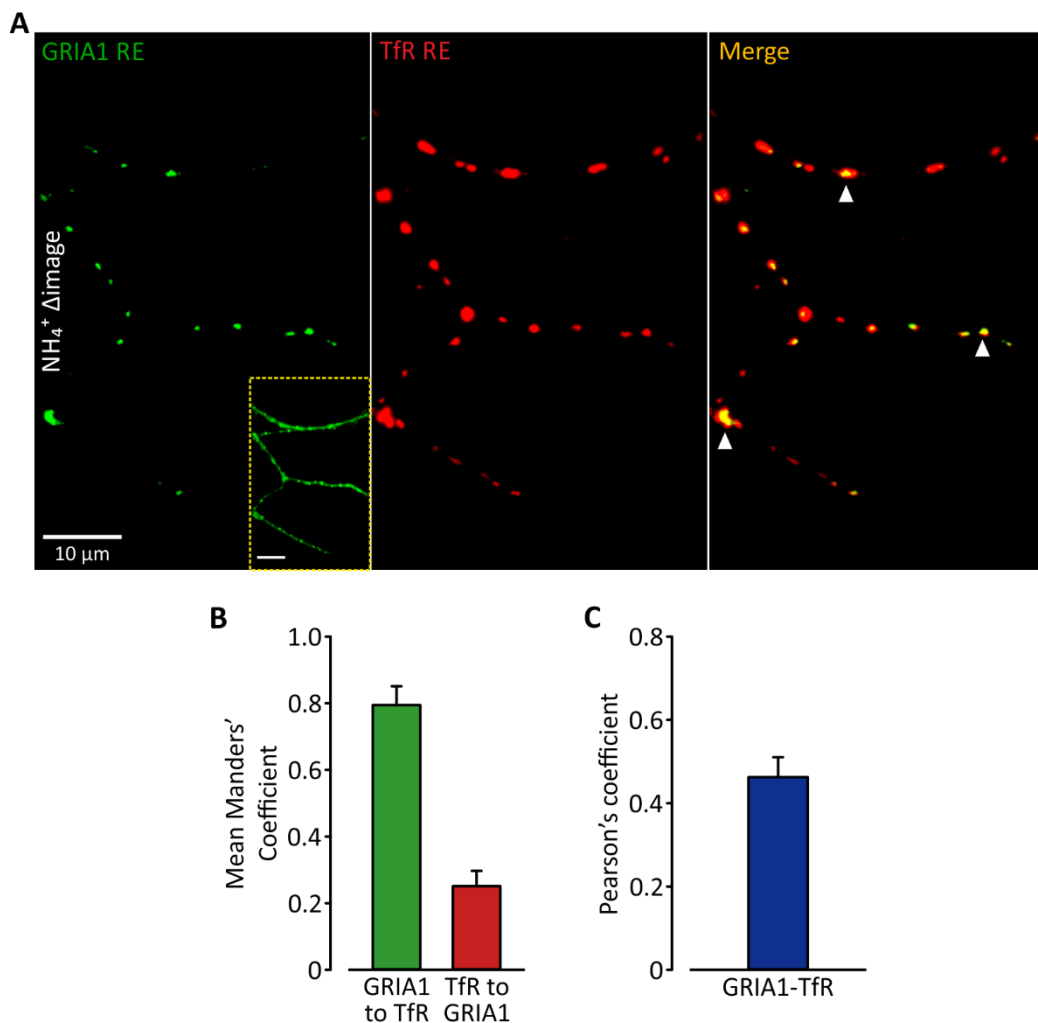 A
GRIA1 RE
TfR RE
Merge
NH₄⁺ Δimage
10 µm
B
Mean Manders'
Coefficient
1.0
0.8
0.6
0.4
0.2
0
GRIA1
to TfR
TfR to
GRIA1
C
Pearson's coefficient
0.8
0.6
0.4
0.2
0
GRIA1-TfR